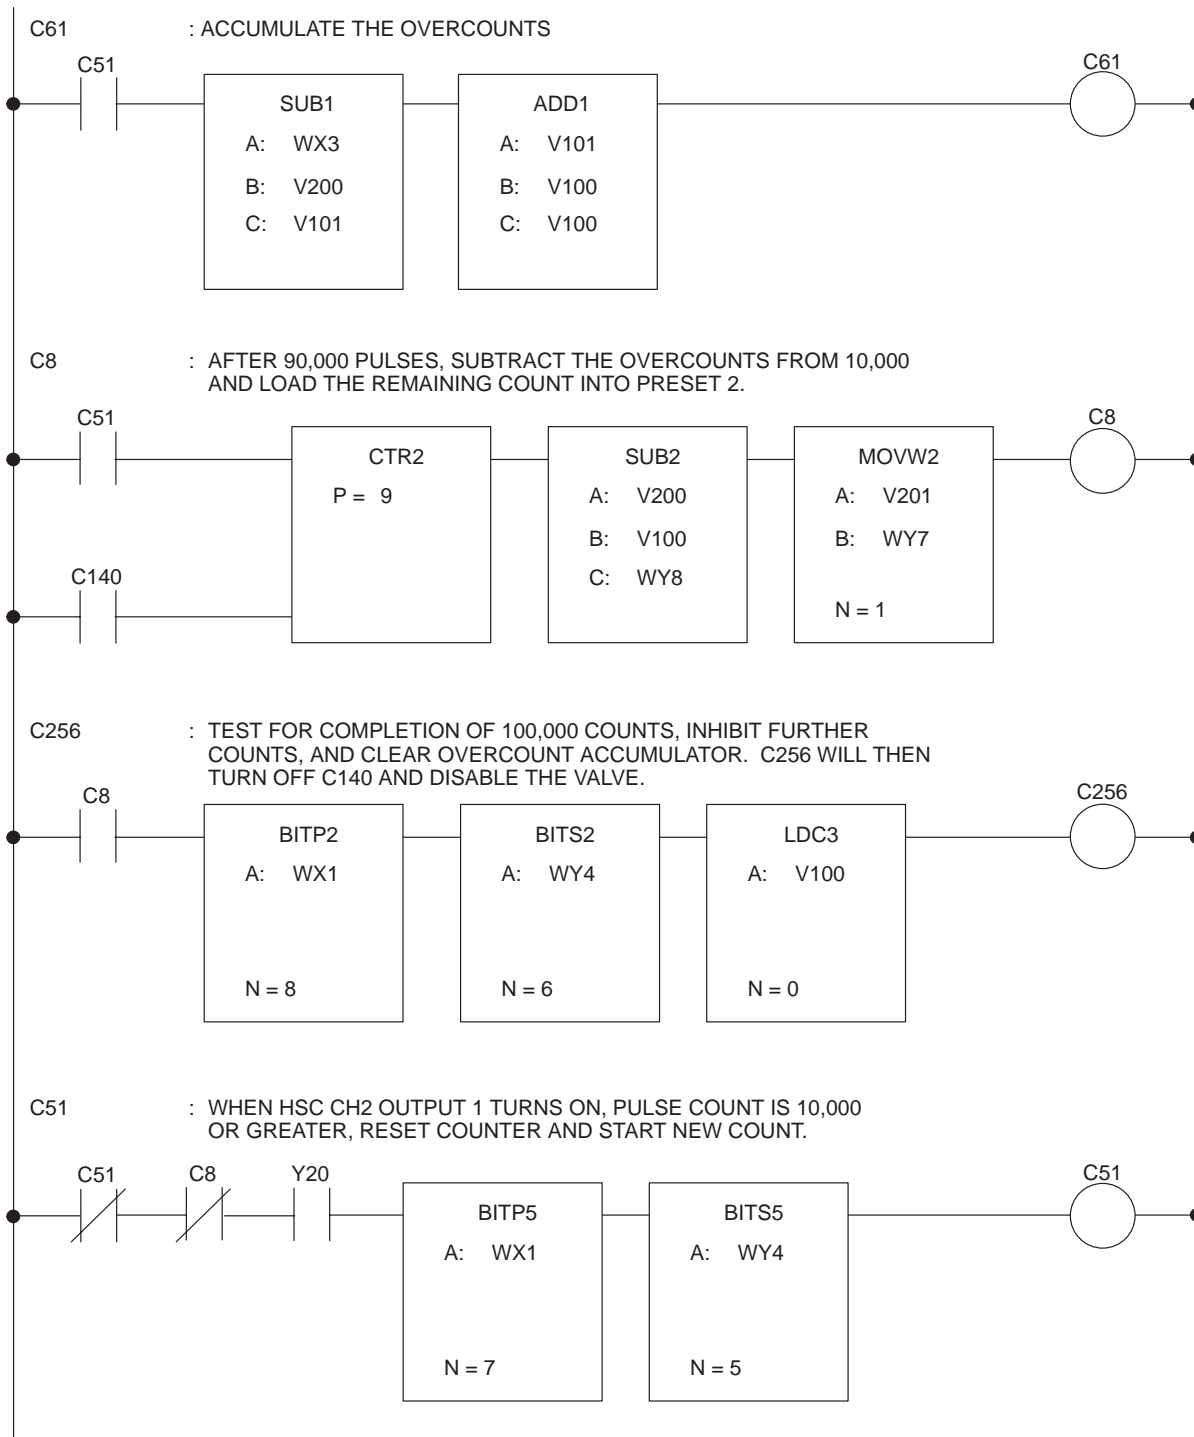 C61 : ACCUMULATE THE OVERCOUNTS
C51 C61
SUB1 ADD1
A: WX3 A: V101
B: V200 B: V100
C: V101 C: V100
C8 : AFTER 90,000 PULSES, SUBTRACT THE OVERCOUNTS FROM 10,000
AND LOAD THE REMAINING COUNT INTO PRESET 2.
C51 C8
CTR2 SUB2 MOVW2
P = 9 A: V200 A: V201
B: V100 B: WY7
C140 C: WY8
N = 1
C256 : TEST FOR COMPLETION OF 100,000 COUNTS, INHIBIT FURTHER
COUNTS, AND CLEAR OVERCOUNT ACCUMULATOR. C256 WILL THEN
TURN OFF C140 AND DISABLE THE VALVE.
C8 C256
BITP2 BITS2 LDC3
A: WX1 A: WY4 A: V100
N = 8 N = 6 N = 0
C51 : WHEN HSC CH2 OUTPUT 1 TURNS ON, PULSE COUNT IS 10,000
OR GREATER, RESET COUNTER AND START NEW COUNT.
C51 C8 Y20 C51
BITP5 BITS5
A: WX1 A: WY4
N = 7 N = 5